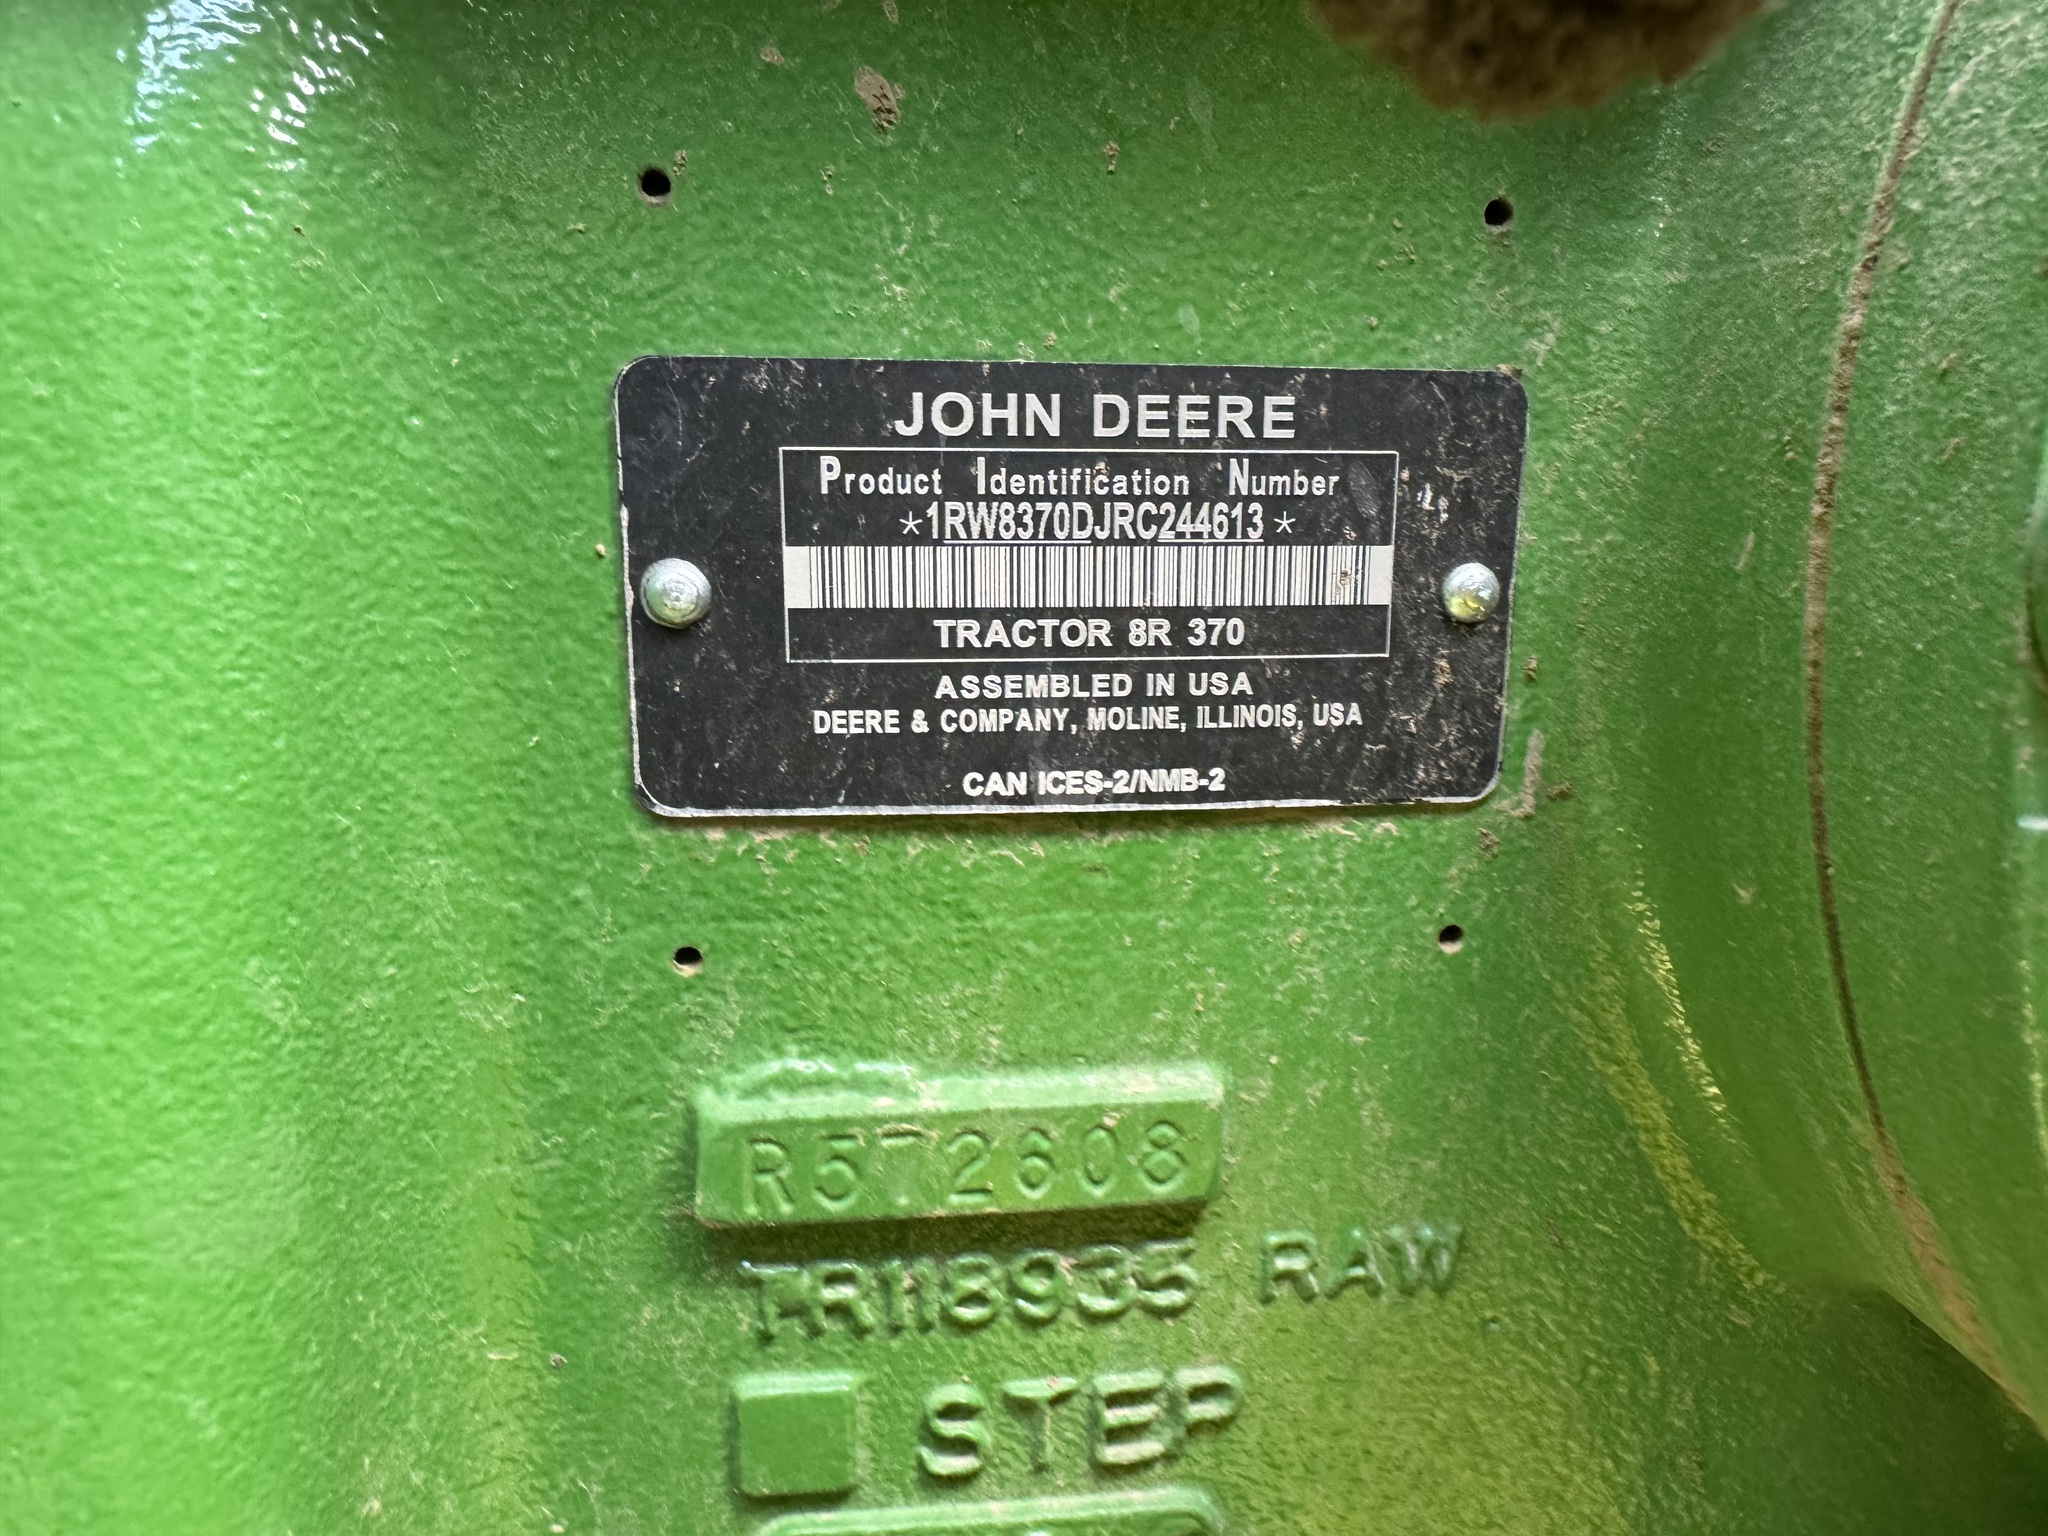 JOHN DEERE
Product Identification Number
*1RW8370DJRC244613*
TRACTOR 8R 370
ASSEMBLED IN USA
DEERE & COMPANY, MOLINE, ILLINOIS, USA
CAN ICES-2/NMB-2
R572608
TR118935 RAW
STEP